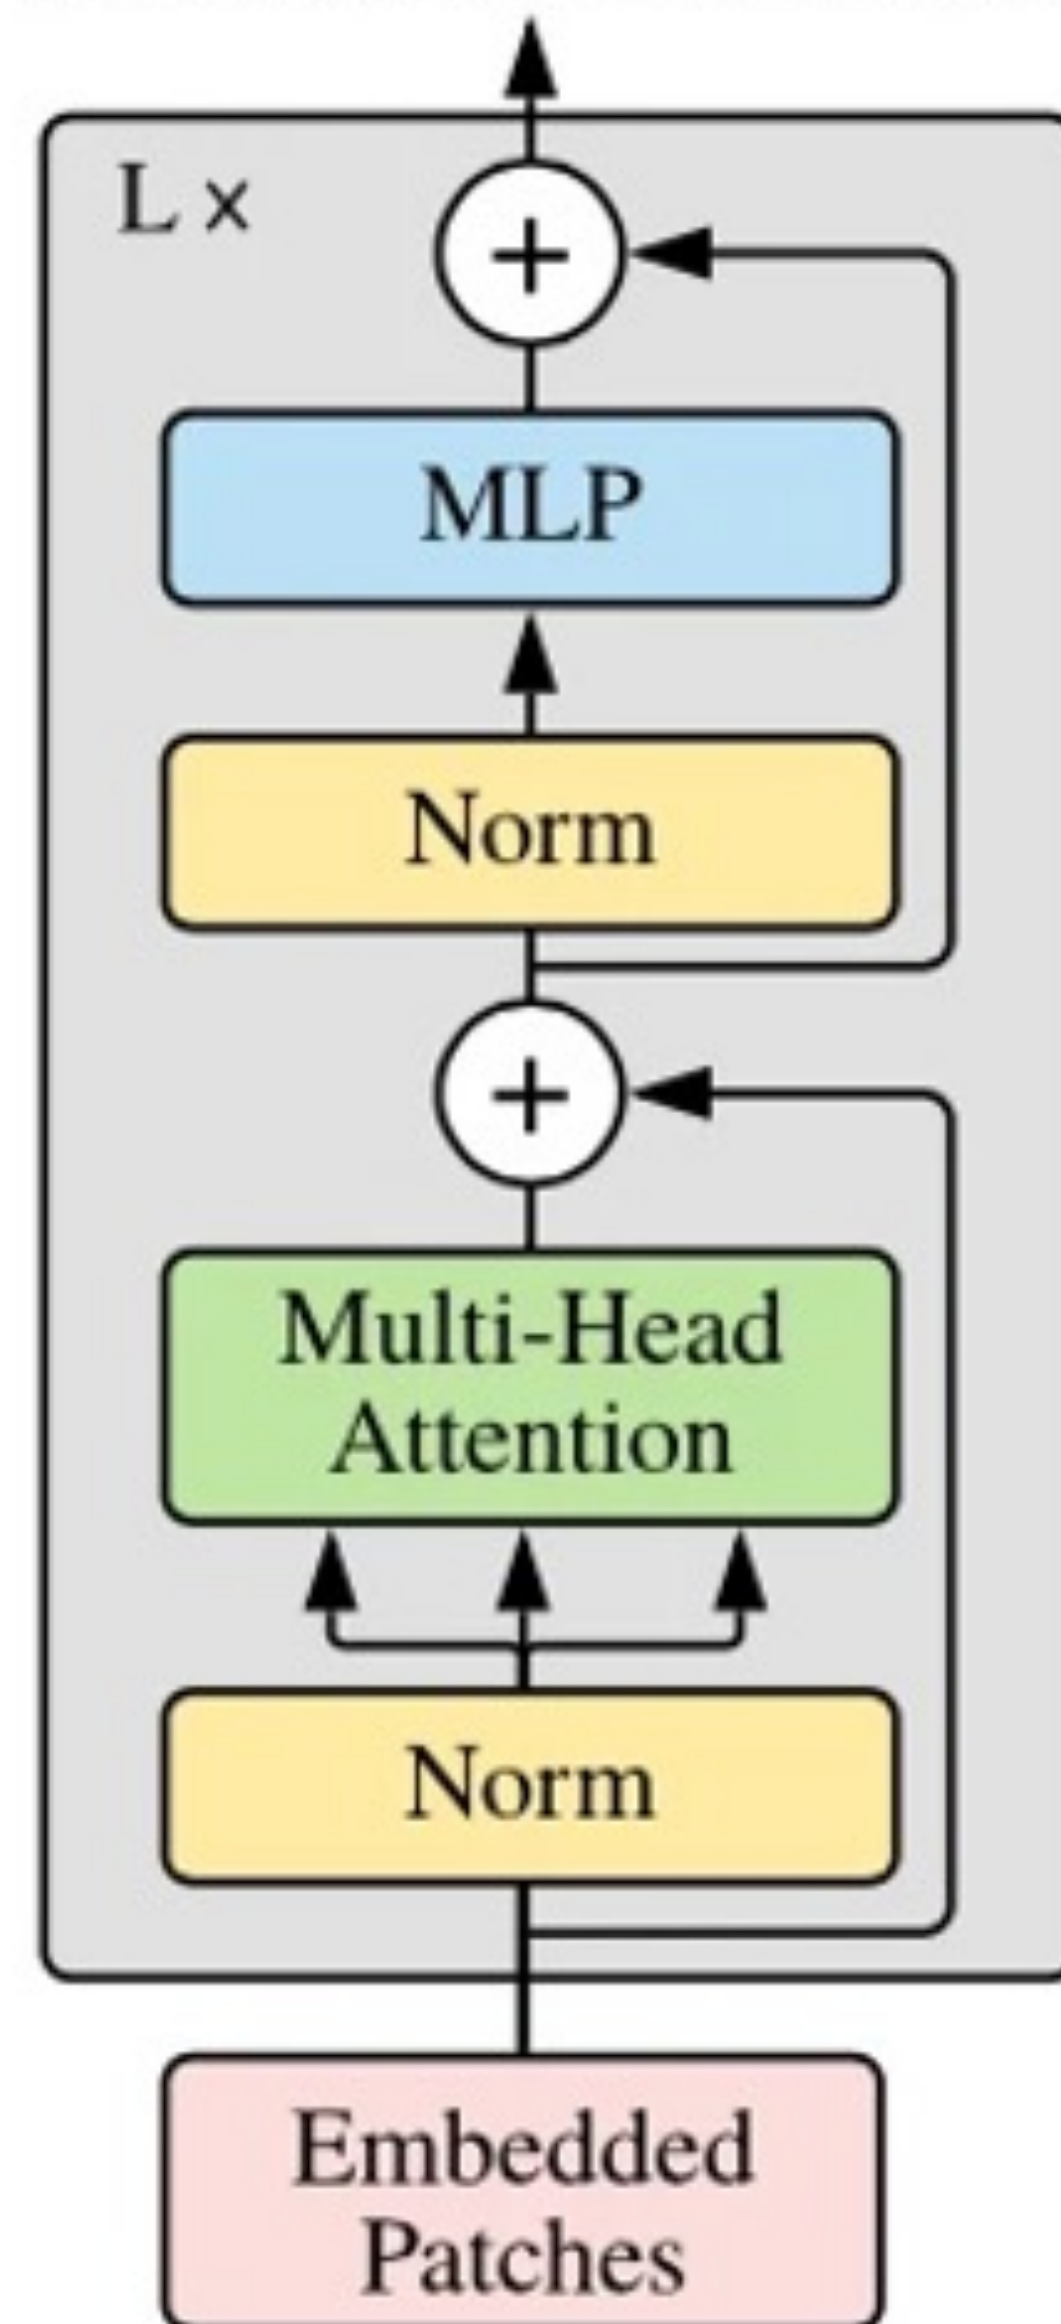 L ×
+
MLP
Norm
+
Multi-Head
Attention
Norm
Embedded
Patches